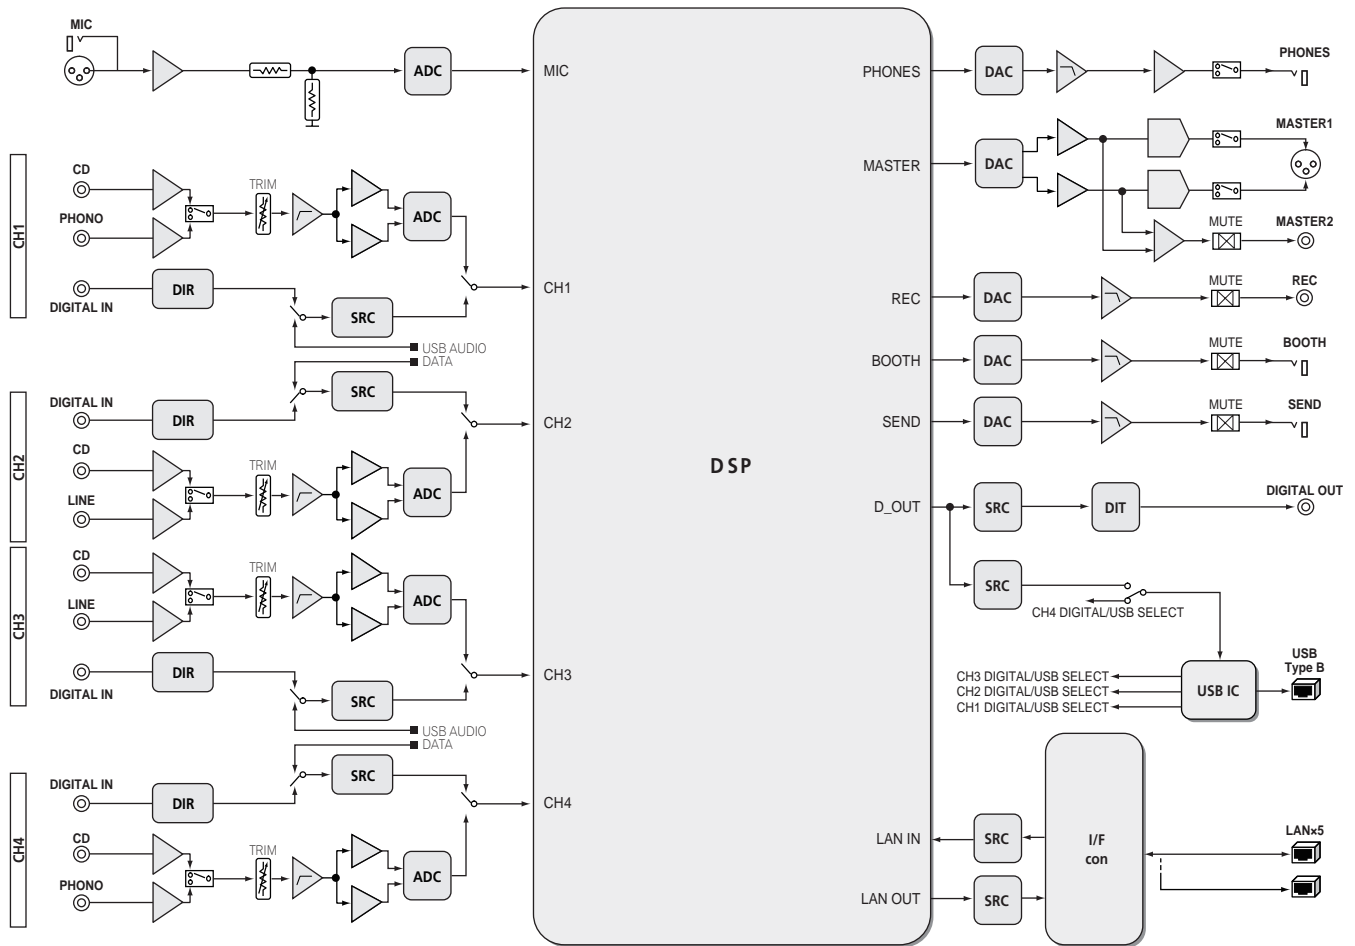 MIC
ADC
MIC
CH1
CD
PHONO
TRIM
ADC
DIGITAL IN
DIR
SRC
CH1
USB AUDIO
DATA
CH2
DIGITAL IN
DIR
SRC
CH2
CD
LINE
TRIM
ADC
CH3
CD
LINE
TRIM
ADC
DIGITAL IN
DIR
SRC
CH3
USB AUDIO
DATA
CH4
DIGITAL IN
DIR
SRC
CH4
CD
PHONO
TRIM
ADC
DSP
PHONES
DAC
PHONES
MASTER
DAC
MASTER1
MUTE
MASTER2
REC
DAC
MUTE
REC
BOOTH
DAC
MUTE
BOOTH
SEND
DAC
MUTE
SEND
D_OUT
SRC
DIT
DIGITAL OUT
SRC
CH4 DIGITAL/USB SELECT
CH3 DIGITAL/USB SELECT
CH2 DIGITAL/USB SELECT
CH1 DIGITAL/USB SELECT
USB IC
USB
Type B
LAN IN
SRC
I/F
con
LAN×5
LAN OUT
SRC